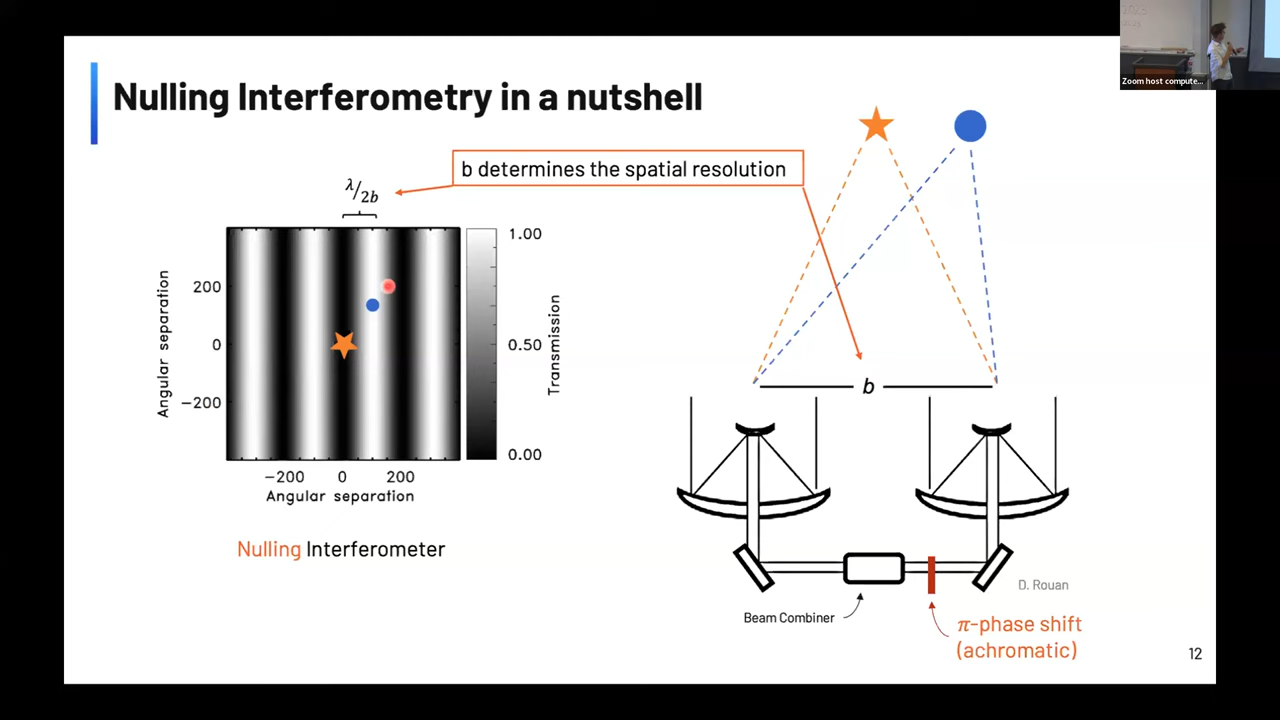 Nulling Interferometry in a nutshell
b determines the spatial resolution
λ/2b
1.00
0.50
0.00
Transmission
200
0
−200
Angular separation
−200 0 200
Angular separation
Nulling Interferometer
b
D. Rouan
Beam Combiner
π-phase shift
(achromatic)
12
Zoom host compute...